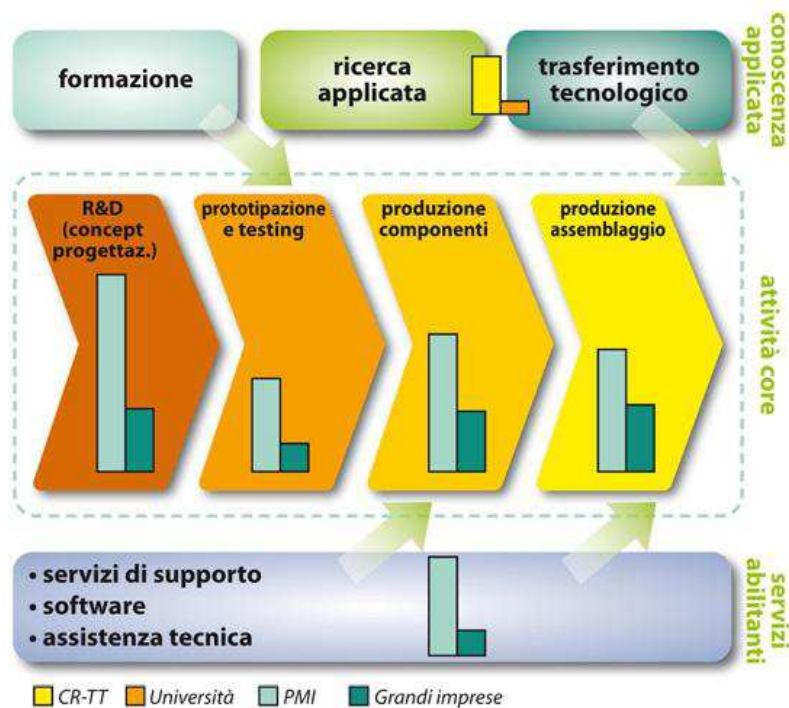 formazione
ricerca
applicata
trasferimento
tecnologico
conoscenza
applicata
R&D
(concept
progettaz.)
prototipazione
e testing
produzione
componenti
produzione
assemblaggio
attività core
• servizi di supporto
• software
• assistenza tecnica
servizi
abilitanti
CR-TT Università PMI Grandi imprese